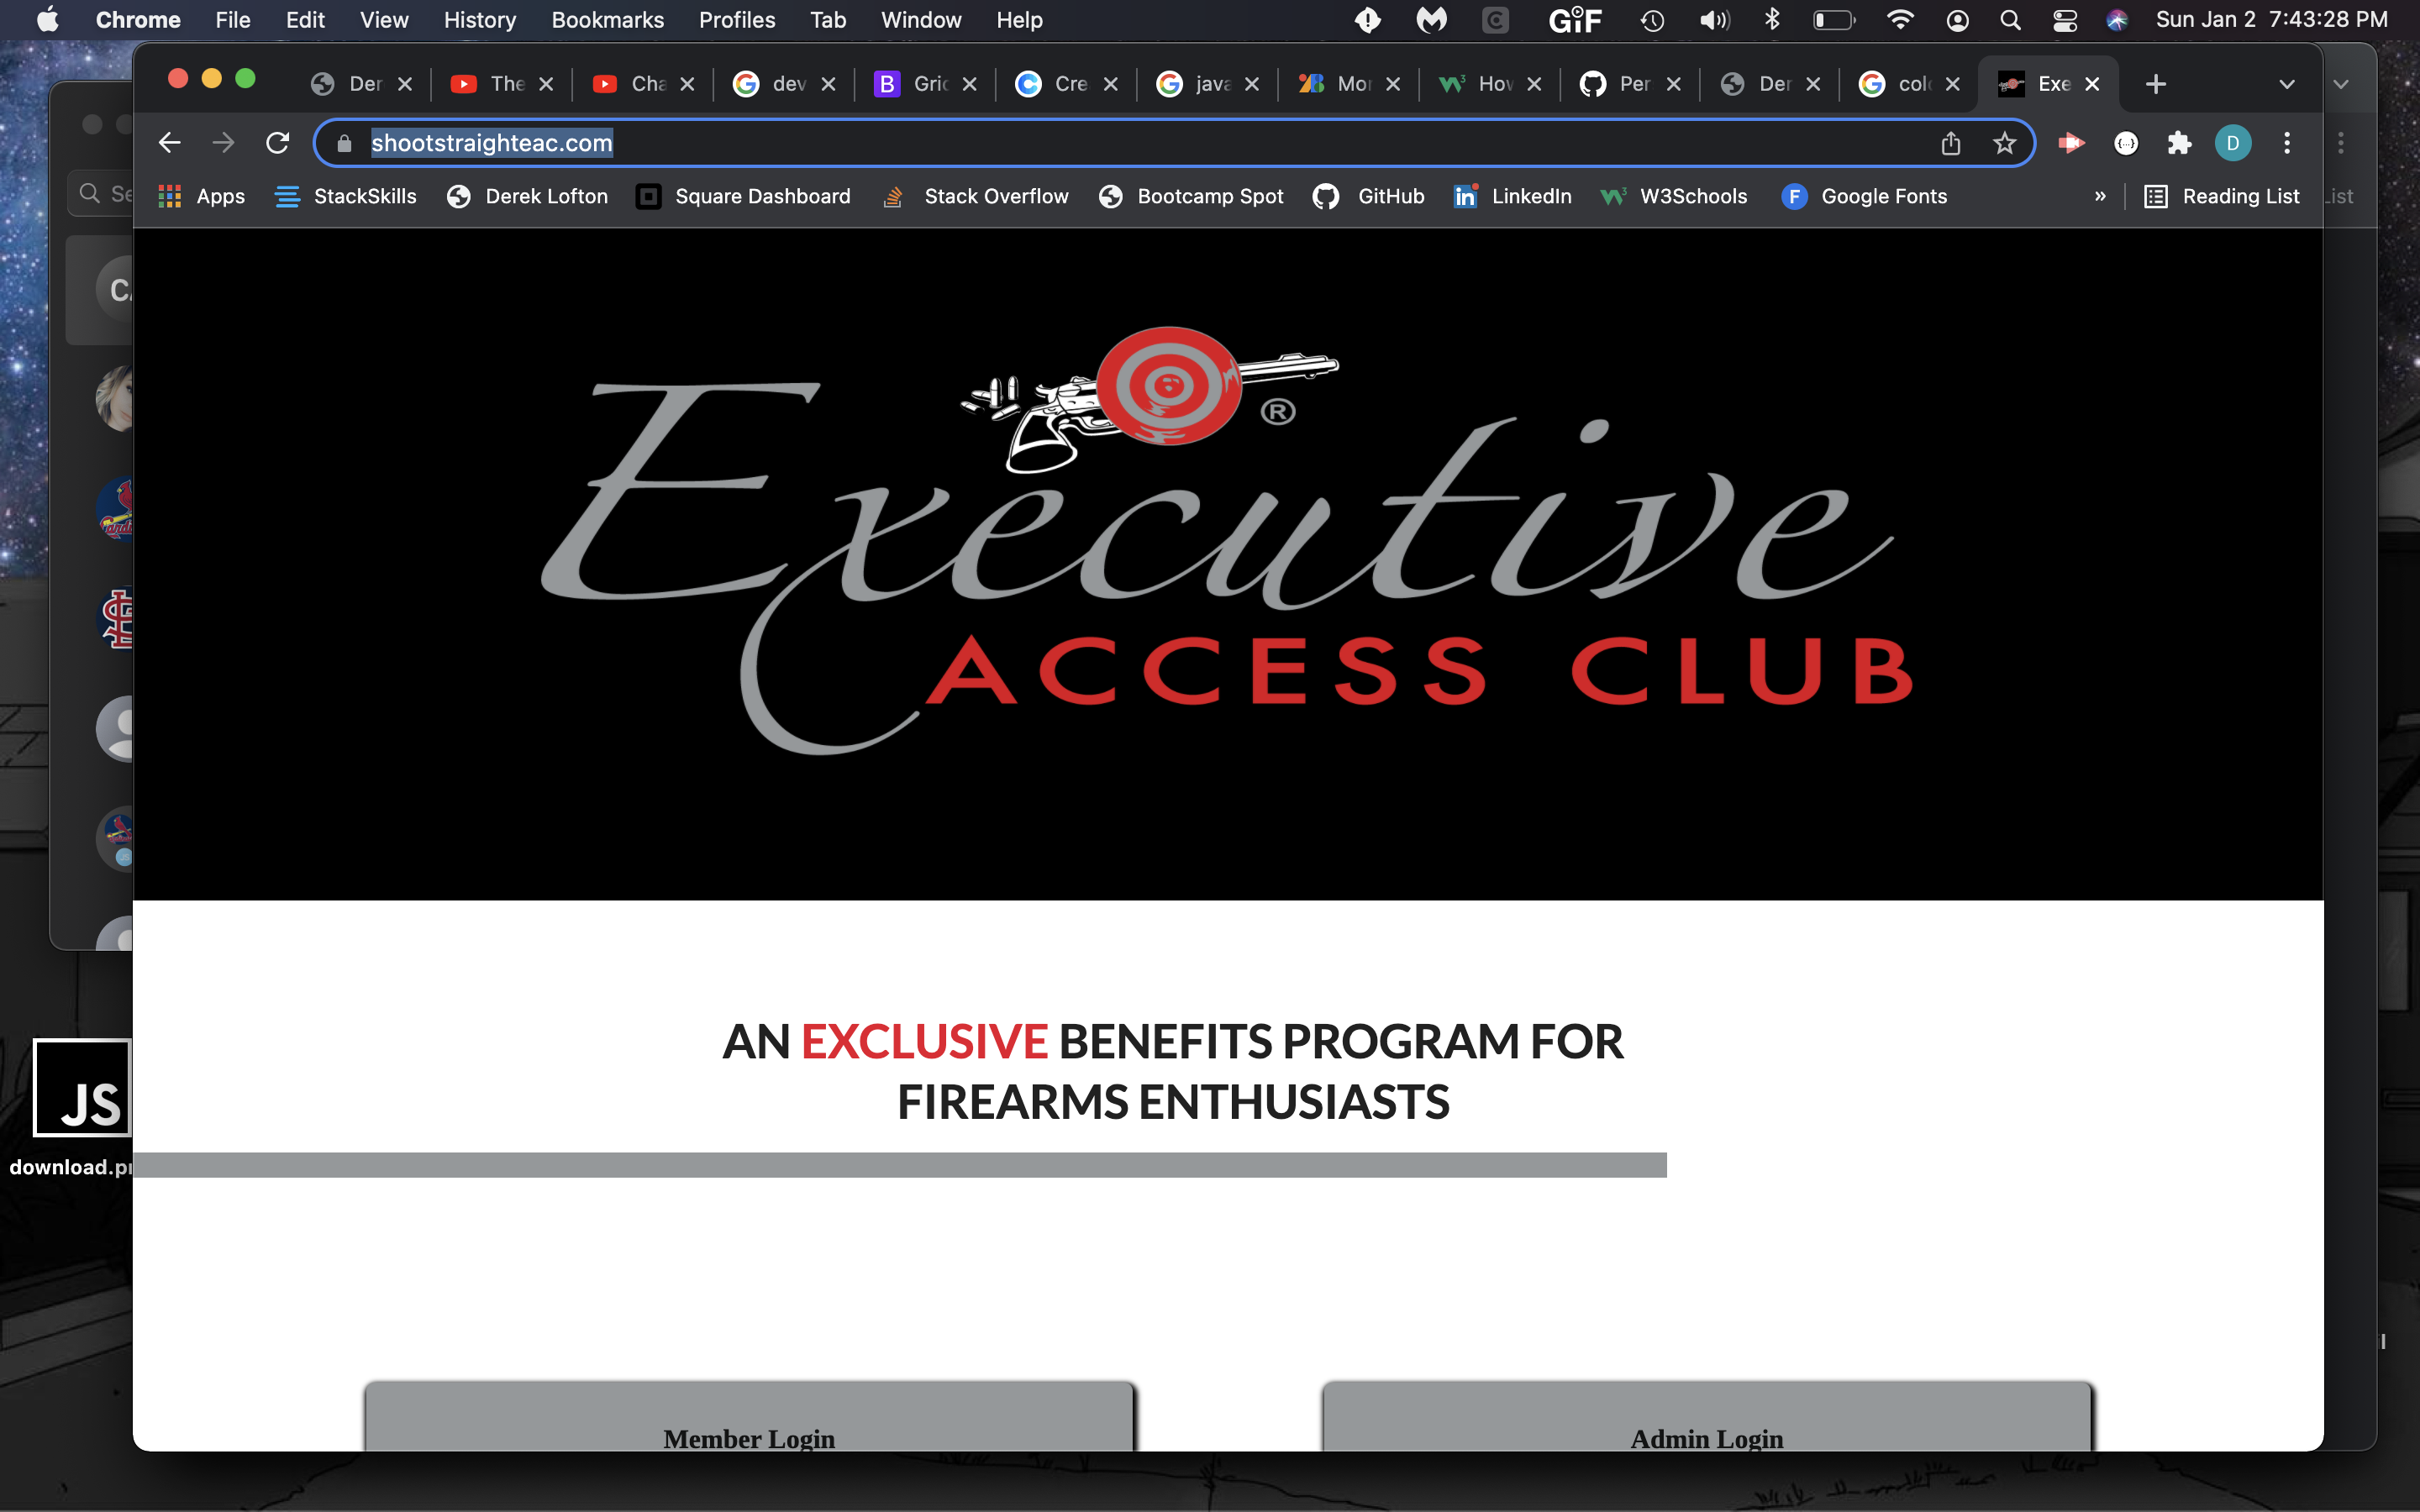 Chrome File Edit View History Bookmarks Profiles Tab Window Help GIF Sun Jan 2 7:43:28 PM
Der The Cha dev Gric Cre java Mor How Per Der colo Exe
shootstraighteac.com D
Apps StackSkills Derek Lofton Square Dashboard Stack Overflow Bootcamp Spot GitHub LinkedIn W3Schools Google Fonts » Reading List List
Se
Executive ®
ACCESS CLUB
AN EXCLUSIVE BENEFITS PROGRAM FOR
FIREARMS ENTHUSIASTS
JS
download.pr
Member Login Admin Login